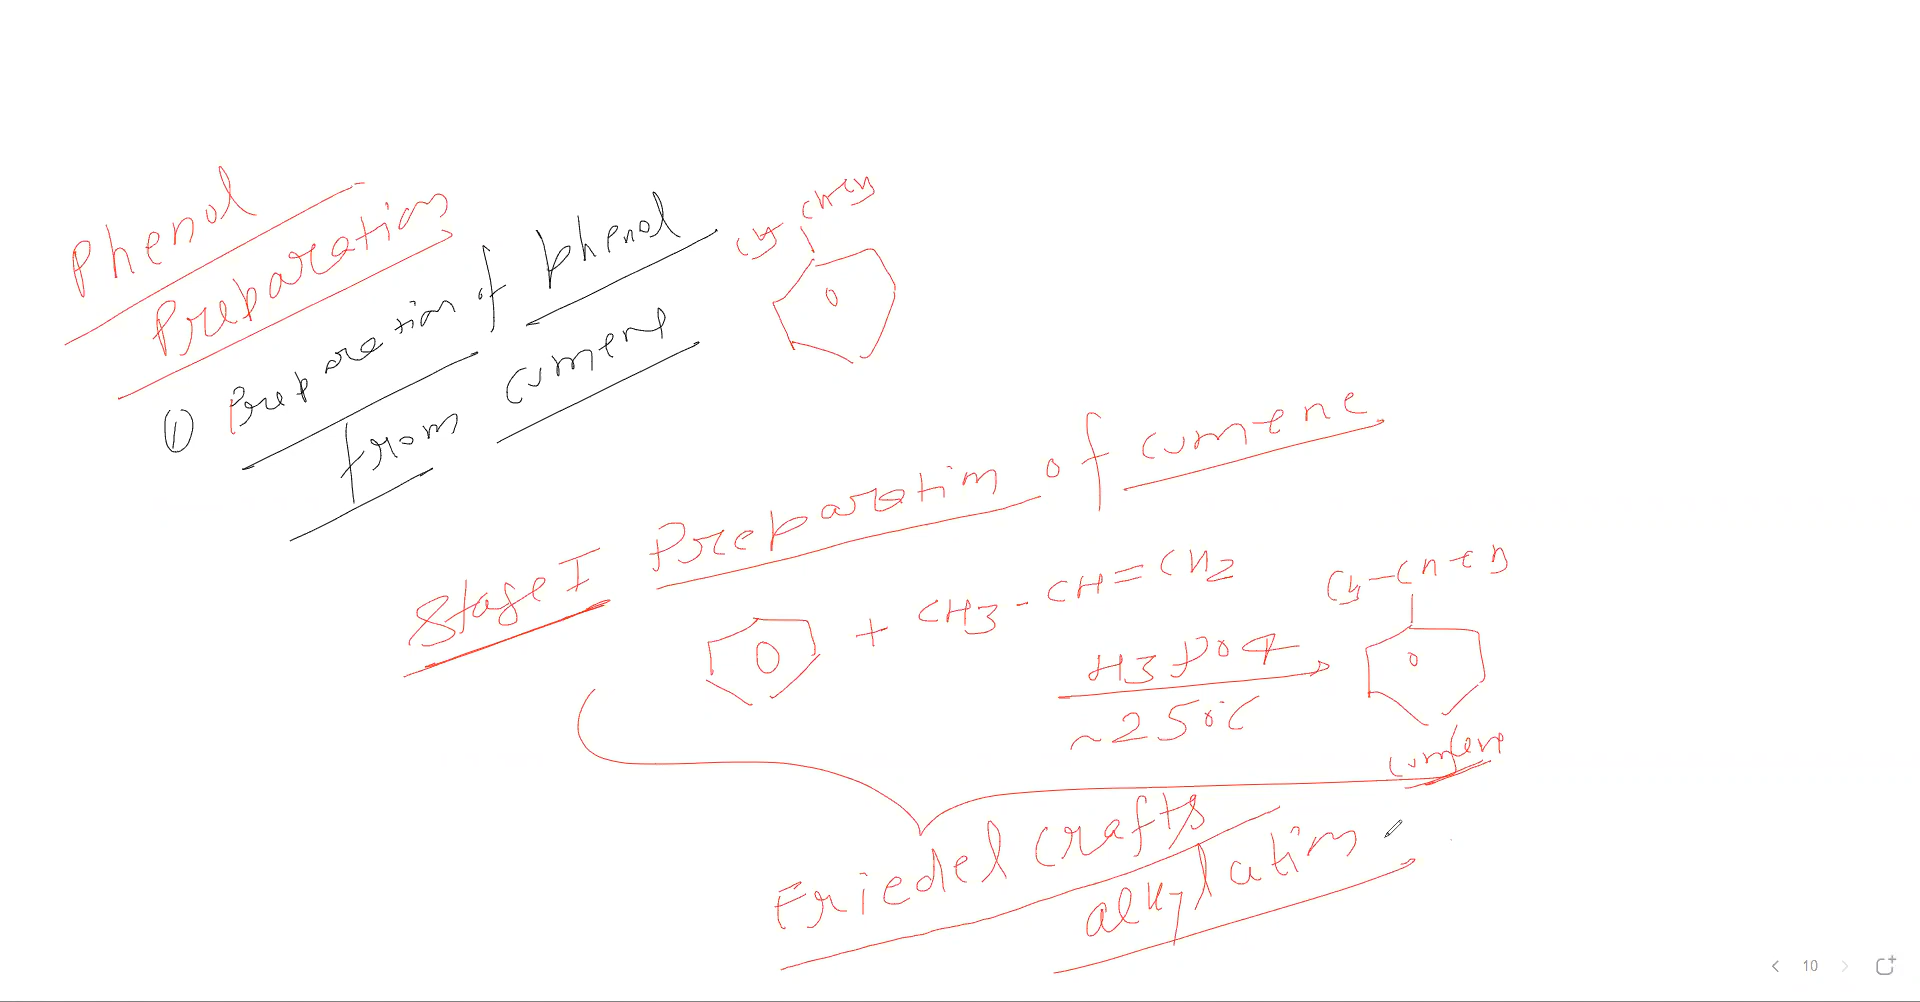 Phenol
Preparation
① Preparation of phenol
from cumene
CH3 CHCH3
Stage I Preparation of cumene
+ CH3 - CH = CH2
H3PO4
~250°C
CH3-CH-CH3
cumene
Friedel crafts
alkylation
10